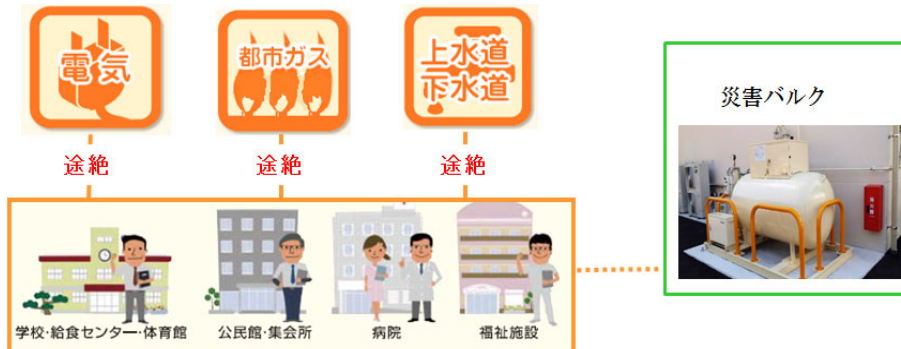 電気
都市ガス
上水道
下水道
途絶
途絶
途絶
災害バルク
学校・給食センター・体育館
公民館・集会所
病院
福祉施設